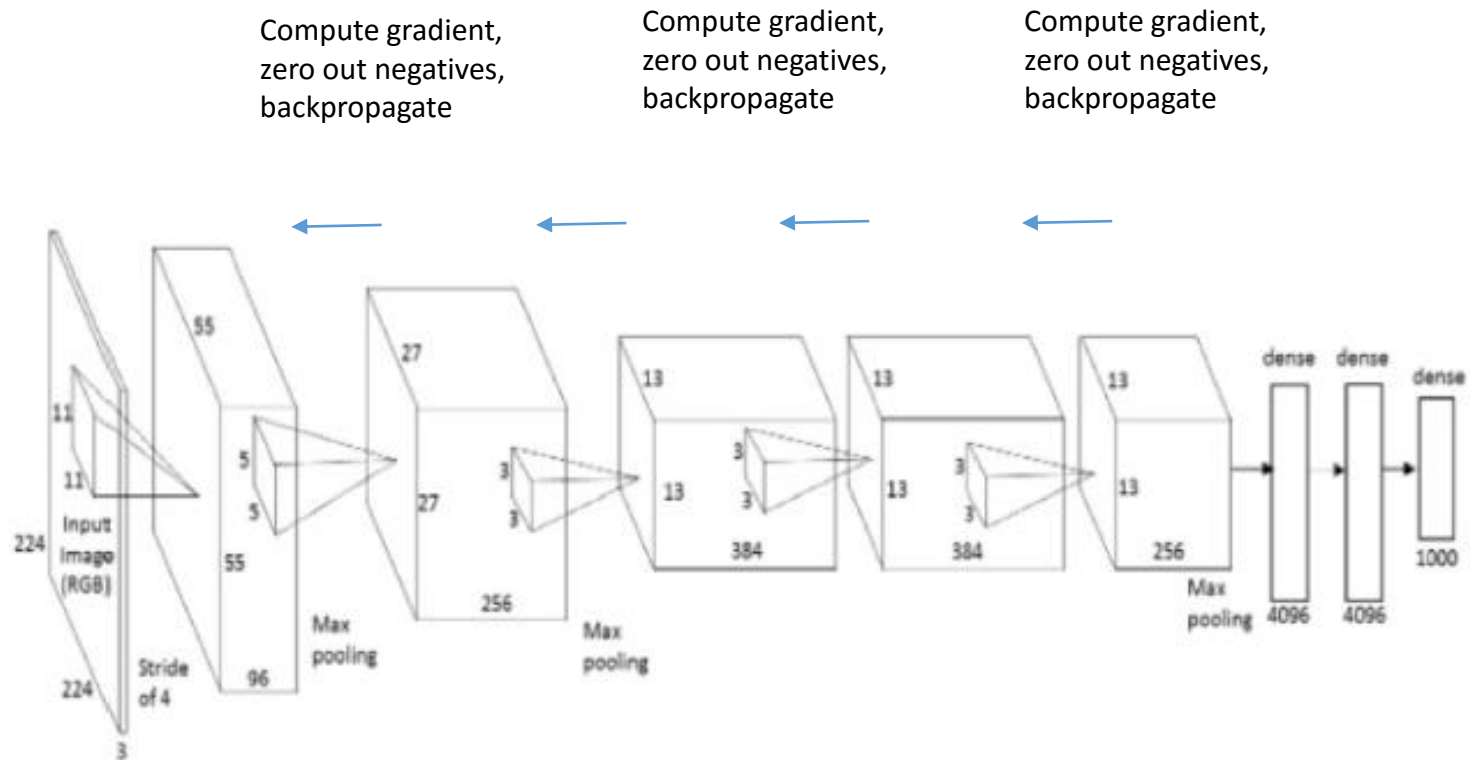 Compute gradient,
zero out negatives,
backpropagate
Compute gradient,
zero out negatives,
backpropagate
Compute gradient,
zero out negatives,
backpropagate
11
11
Input
Imago
(RGB)
224
224
3
Stride
of 4
55
55
96
5
5
Max
pooling
27
27
256
3
3
Max
pooling
13
13
384
3
3
13
13
384
3
3
13
13
256
Max
pooling
dense
4096
dense
4096
dense
1000